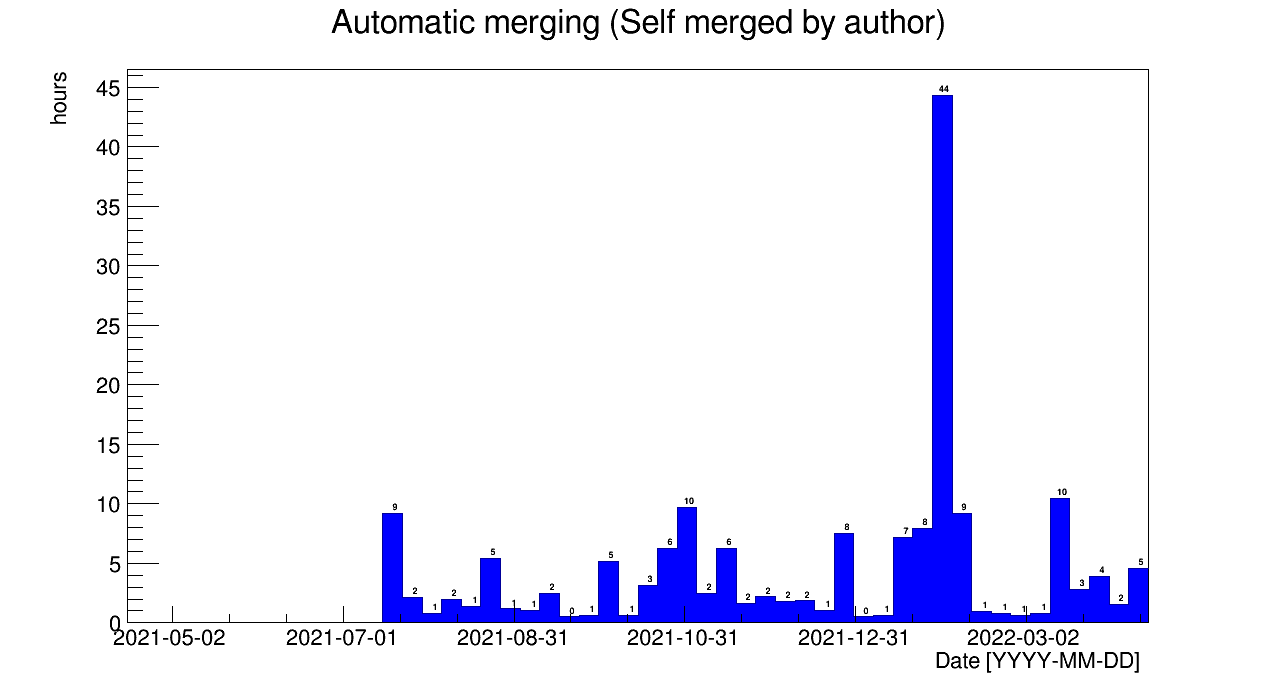 Automatic merging (Self merged by author)
hours
45
40
35
30
25
20
15
10
5
0
44
9 2 1 2 1 5 1 1 2 0 1 5 1 3 6 10 2 6 2 2 2 2 1 8 0 1 7 8 9 1 1 1 1 10 3 4 2 5
2021-05-02 2021-07-01 2021-08-31 2021-10-31 2021-12-31 2022-03-02
Date [YYYY-MM-DD]